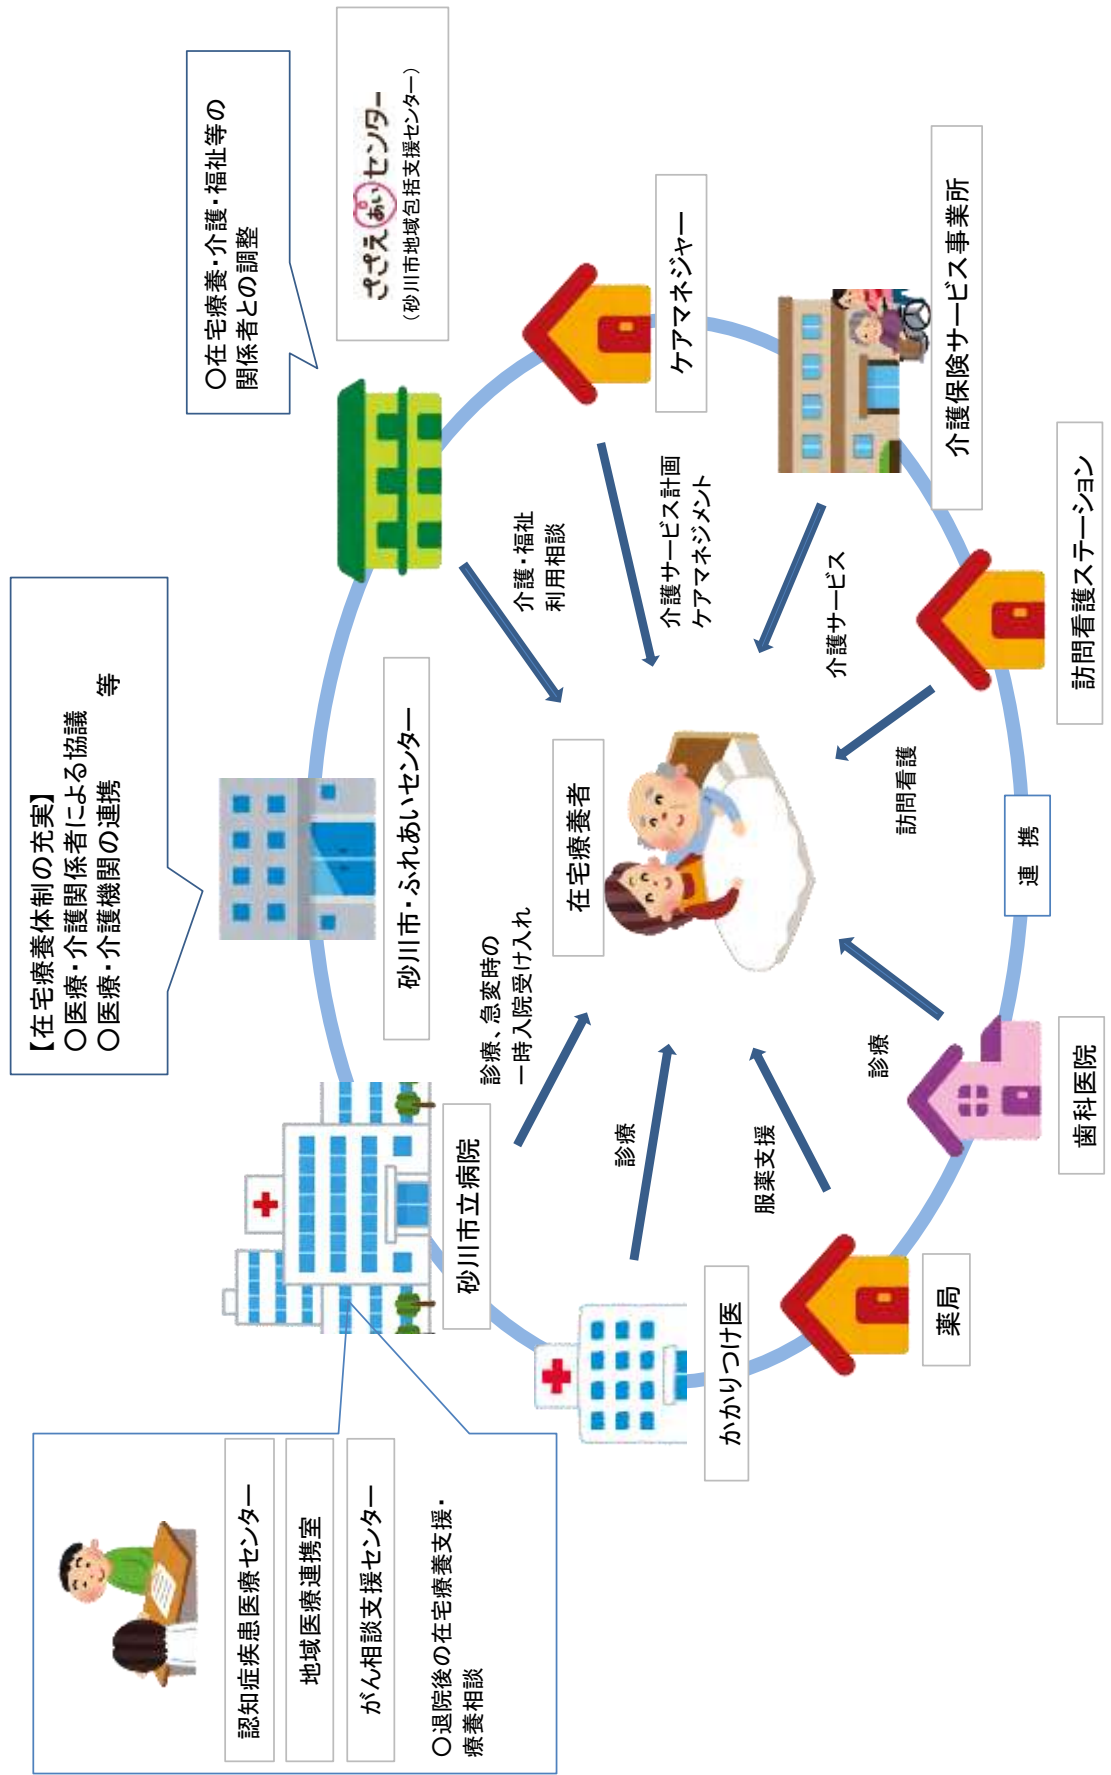 【在宅療養体制の充実】
○医療・介護関係者による協議
○医療・介護機関の連携　　等
○在宅療養・介護・福祉等の
関係者との調整
ささえあいセンター
（砂川市地域包括支援センター）
認知症疾患医療センター
地域医療連携室
がん相談支援センター
○退院後の在宅療養支援・
療養相談
砂川市立病院
砂川市・ふれあいセンター
診療、急変時の
一時入院受け入れ
介護・福祉
利用相談
ケアマネジャー
介護サービス計画
ケアマネジメント
在宅療養者
かかりつけ医
診療
介護保険サービス事業所
介護サービス
薬局
服薬支援
訪問看護ステーション
訪問看護
歯科医院
診療
連 携